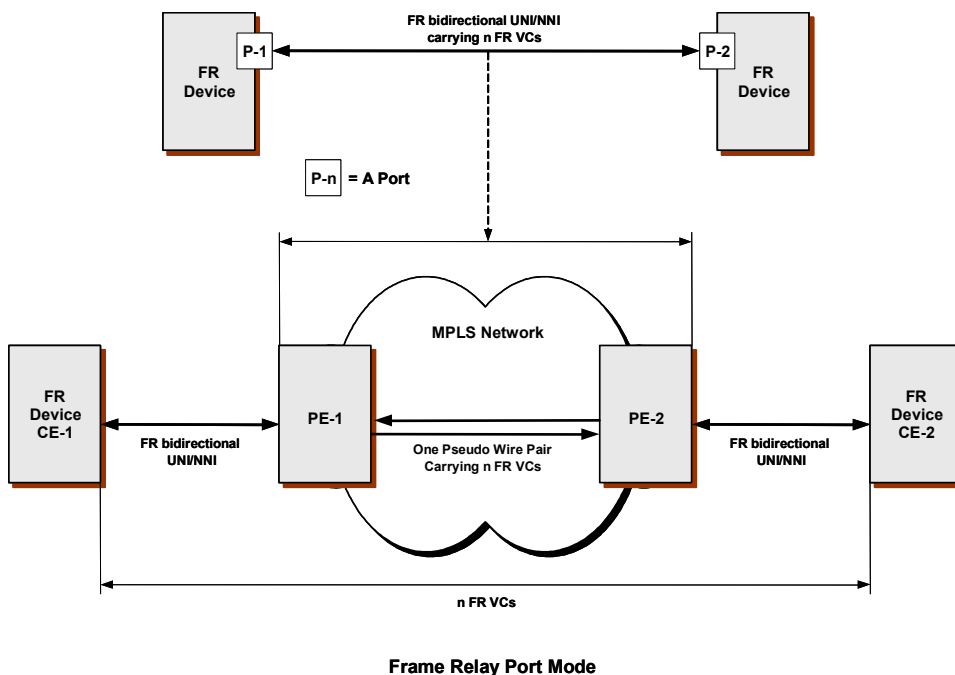 FR bidirectional UNI/NNI
carrying n FR VCs
P-1
P-2
FR
Device
FR
Device
P-n = A Port
MPLS Network
FR
Device
CE-1
PE-1
PE-2
FR
Device
CE-2
FR bidirectional
UNI/NNI
One Pseudo Wire Pair
Carrying n FR VCs
FR bidirectional
UNI/NNI
n FR VCs
Frame Relay Port Mode